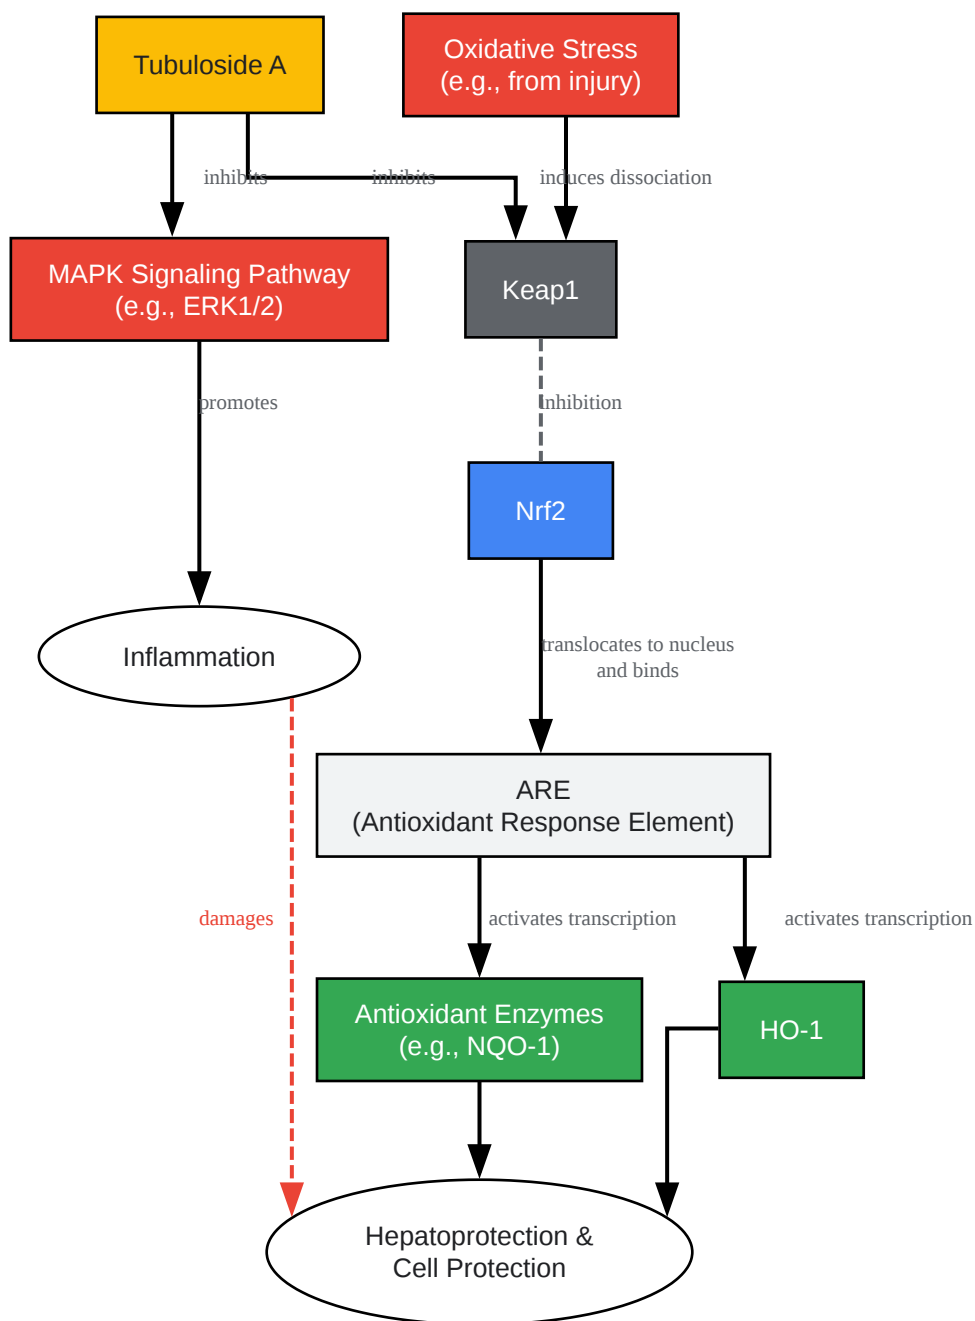 Tubuloside A
Oxidative Stress
(e.g., from injury)
inhibits
inhibits
induces dissociation
MAPK Signaling Pathway
(e.g., ERK1/2)
Keap1
promotes
inhibition
Nrf2
Inflammation
translocates to nucleus
and binds
ARE
(Antioxidant Response Element)
damages
activates transcription
activates transcription
Antioxidant Enzymes
(e.g., NQO-1)
HO-1
Hepatoprotection &
Cell Protection